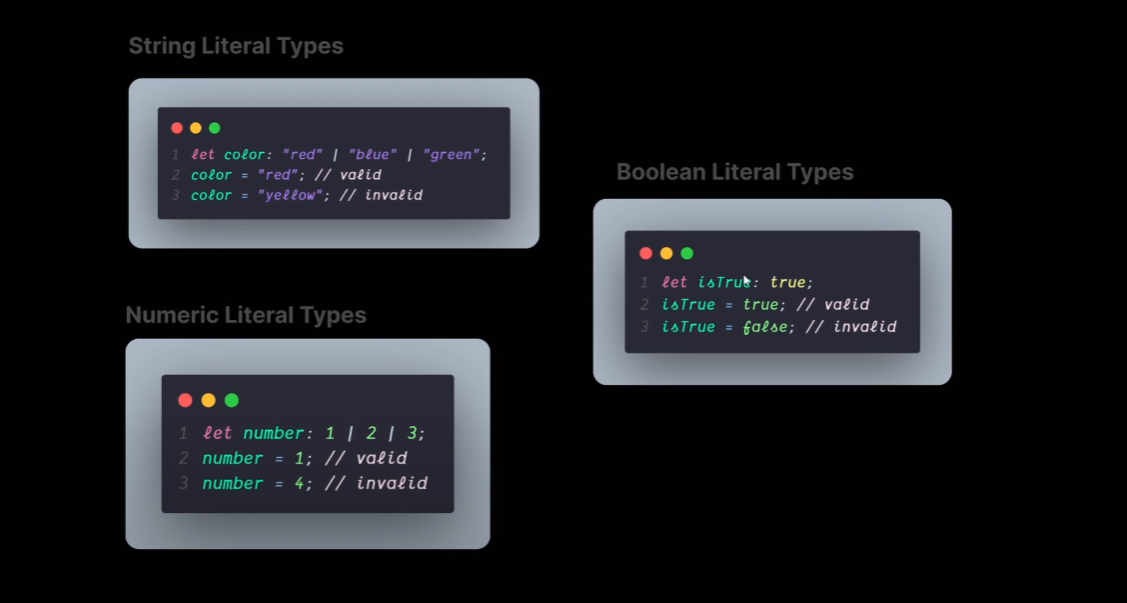 String Literal Types
1 let color: "red" | "blue" | "green";
2 color = "red"; // valid
3 color = "yellow"; // invalid
Numeric Literal Types
1 let number: 1 | 2 | 3;
2 number = 1; // valid
3 number = 4; // invalid
Boolean Literal Types
1 let isTrue: true;
2 isTrue = true; // valid
3 isTrue = false; // invalid